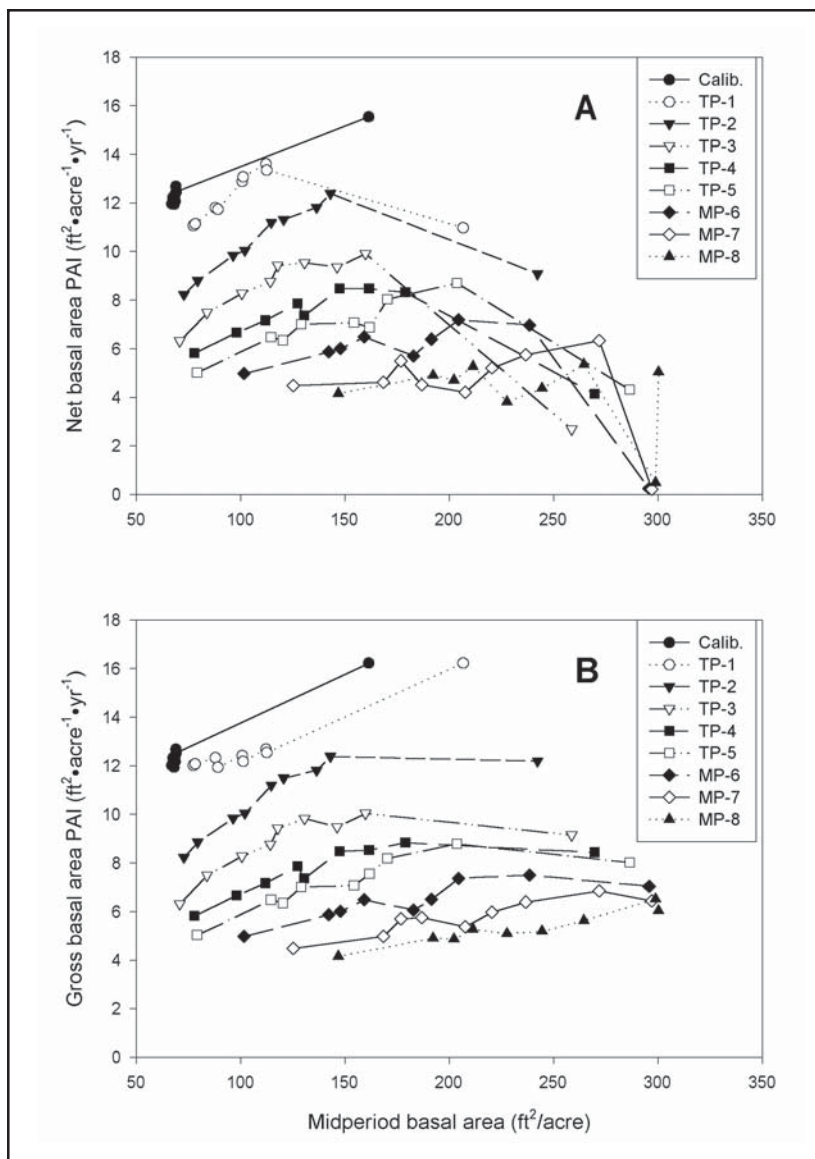 18
16
14
12
10
8
6
4
2
0
Net basal area PAI (ft²•acre⁻¹•yr⁻¹)
A
Calib.
TP-1
TP-2
TP-3
TP-4
TP-5
MP-6
MP-7
MP-8
50 100 150 200 250 300 350
18
16
14
12
10
8
6
4
2
0
Gross basal area PAI (ft²•acre⁻¹•yr⁻¹)
B
Calib.
TP-1
TP-2
TP-3
TP-4
TP-5
MP-6
MP-7
MP-8
50 100 150 200 250 300 350
Midperiod basal area (ft²/acre)